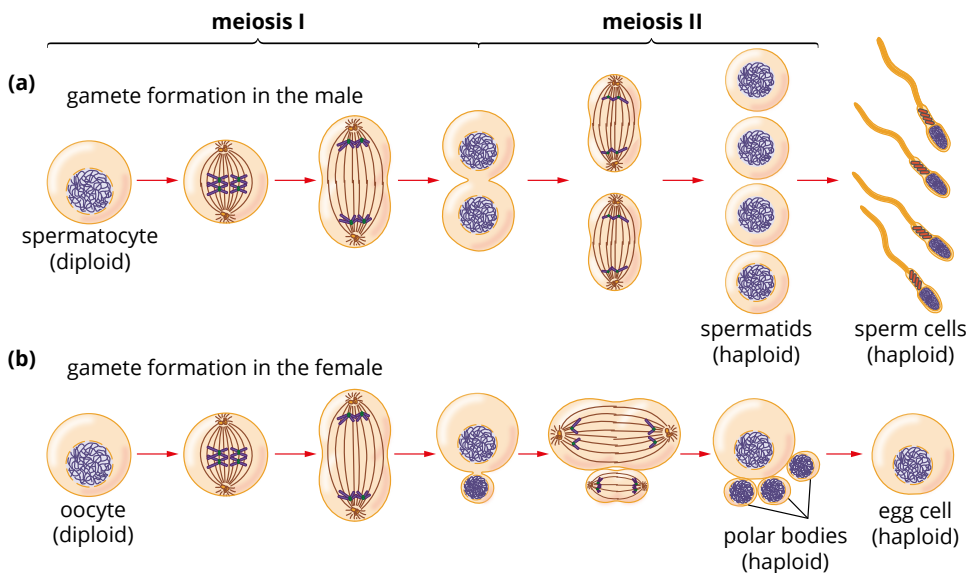 meiosis I
meiosis II
(a)
gamete formation in the male
spermatocyte
(diploid)
spermatids
(haploid)
sperm cells
(haploid)
(b)
gamete formation in the female
oocyte
(diploid)
polar bodies
(haploid)
egg cell
(haploid)